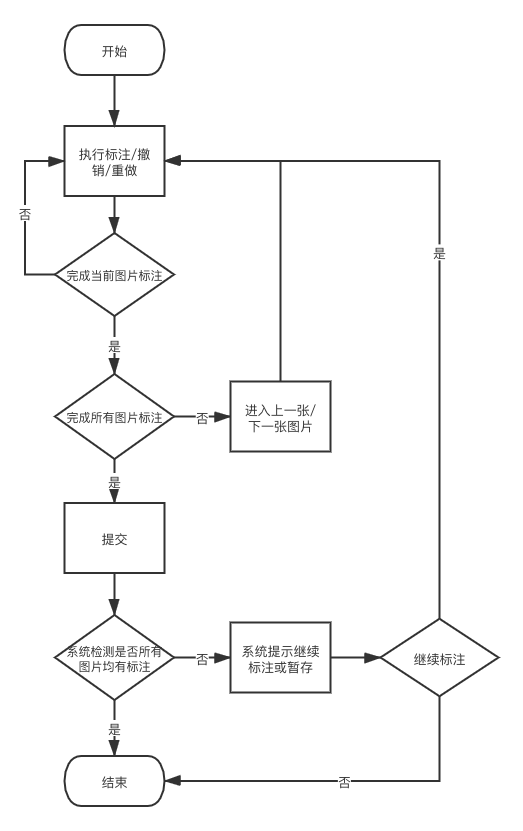 开始
执行标注/撤
销/重做
否
是
完成当前图片标注
是
完成所有图片标注
否
进入上一张/
下一张图片
是
提交
系统检测是否所有
图片均有标注
否
系统提示继续
标注或暂存
继续标注
是
结束
否